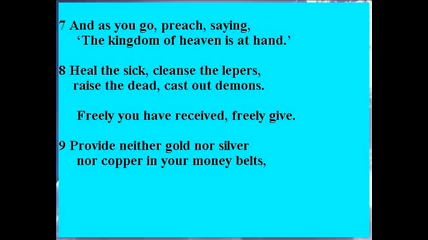 7 And as you go, preach, saying,
‘The kingdom of heaven is at hand.’
8 Heal the sick, cleanse the lepers,
raise the dead, cast out demons.
Freely you have received, freely give.
9 Provide neither gold nor silver
nor copper in your money belts,